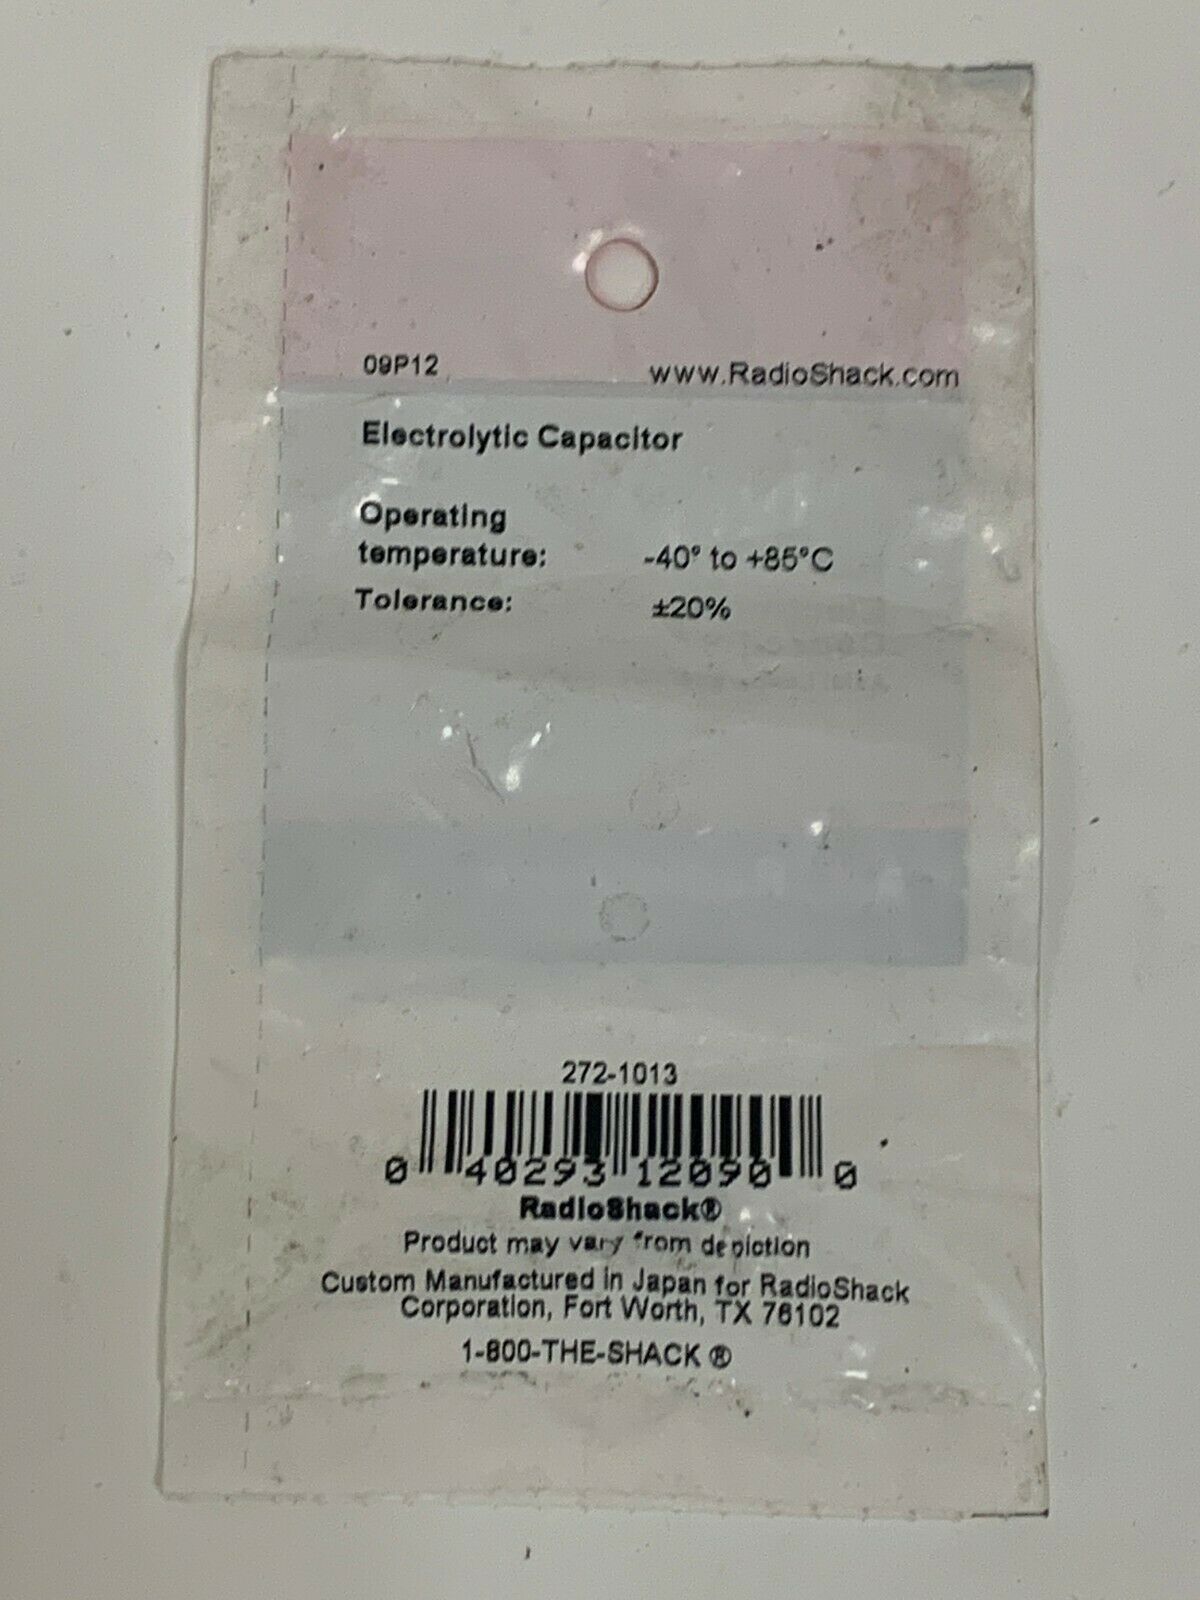 09P12
www.RadioShack.com
Electrolytic Capacitor
Operating
temperature: -40° to +85°C
Tolerance: ±20%
272-1013
0 40293 12090 0
RadioShack®
Product may vary from depiction
Custom Manufactured in Japan for RadioShack
Corporation, Fort Worth, TX 76102
1-800-THE-SHACK ®